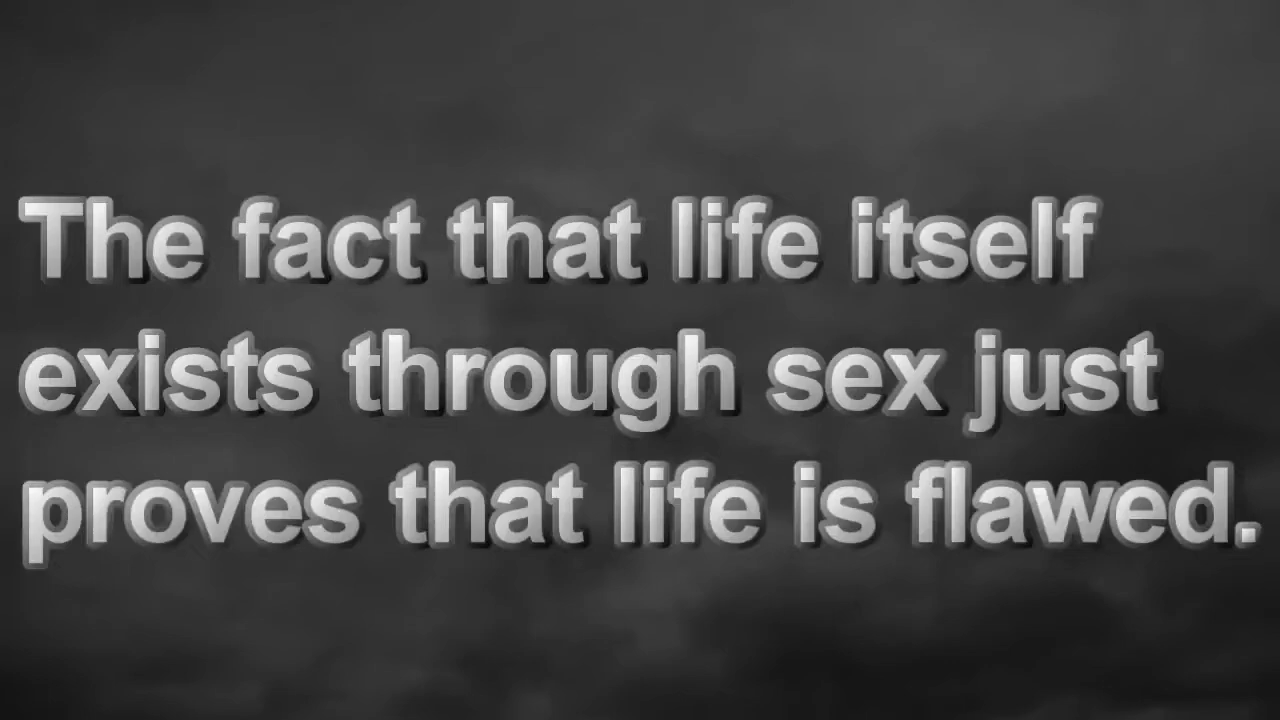 The fact that life itself
exists through sex just
proves that life is flawed.